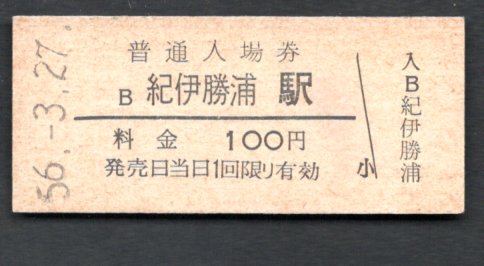 56.-3.27.
普通入場券
B 紀伊勝浦 駅
料金 100円
発売日当日1回限り有効
小
入B紀伊勝浦